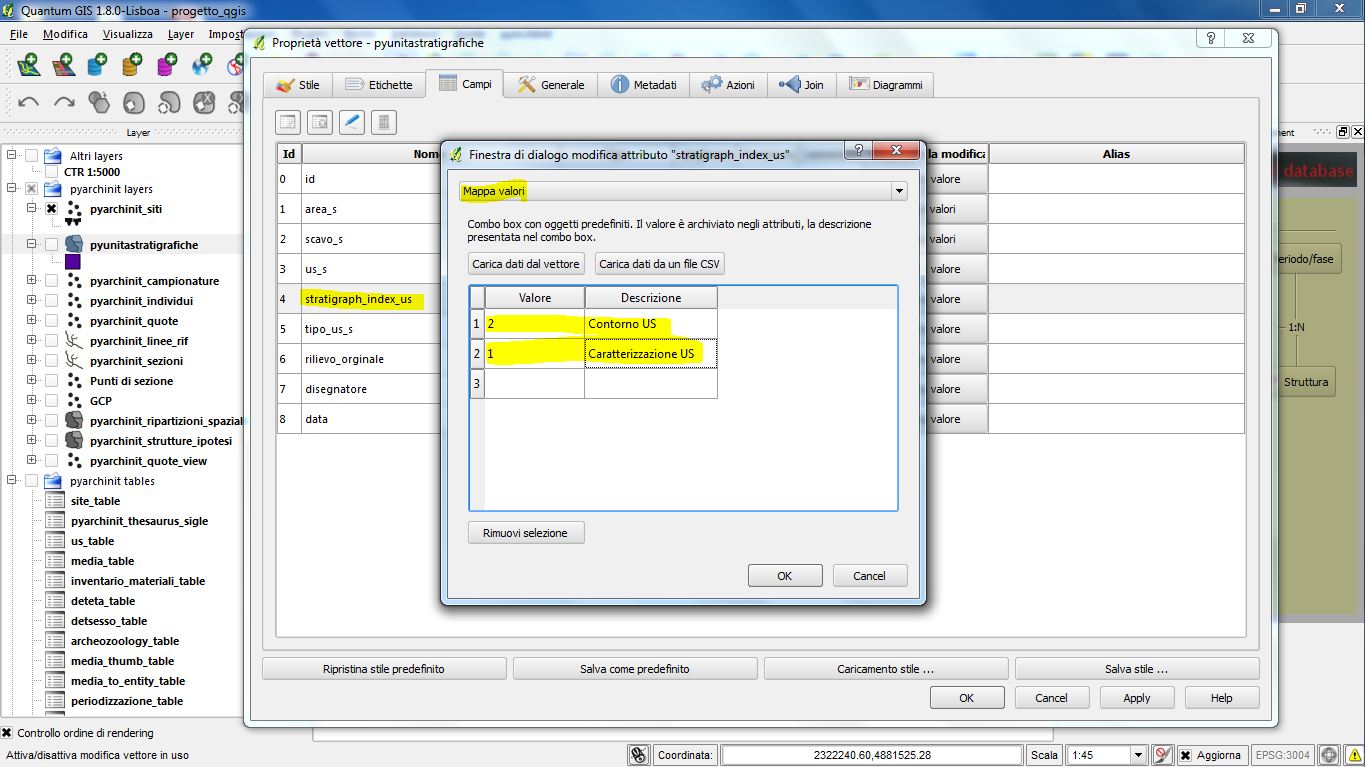 Quantum GIS 1.8.0-Lisboa - progetto_qgis
File Modifica Visualizza Layer Impost
Proprietà vettore - pyunitastratigrafiche
Stile Etichette Campi Generale Metadati Azioni Join Diagrammi
Layer
Altri layers
CTR 1:5000
pyarchinit layers
pyarchinit_siti
pyunitastratigrafiche
pyarchinit_campionature
pyarchinit_individui
pyarchinit_quote
pyarchinit_linee_rif
pyarchinit_sezioni
Punti di sezione
GCP
pyarchinit_ripartizioni_spazial
pyarchinit_strutture_ipotesi
pyarchinit_quote_view
pyarchinit tables
site_table
pyarchinit_thesaurus_sigle
us_table
media_table
inventario_materiali_table
deteta_table
detsesso_table
archeozoology_table
media_thumb_table
media_to_entity_table
periodizzazione_table
Id Nome la modifica Alias
0 id valore
1 area_s valori
2 scavo_s valori
3 us_s valore
4 stratigraph_index_us valore
5 tipo_us_s valore
6 rilievo_orginale valore
7 disegnatore valore
8 data valore
Finestra di dialogo modifica attributo "stratigraph_index_us"
Mappa valori
Combo box con oggetti predefiniti. Il valore è archiviato negli attributi, la descrizione
presentata nel combo box.
Carica dati dal vettore Carica dati da un file CSV
Valore Descrizione
1 2 Contorno US
2 1 Caratterizzazione US
3
Rimuovi selezione
OK Cancel
ment
database
eriodo/fase
1:N
Struttura
Ripristina stile predefinito Salva come predefinito Caricamento stile ... Salva stile ...
OK Cancel Apply Help
Controllo ordine di rendering
Attiva/disattiva modifica vettore in uso
Coordinata: 2322240.60,4881525.28 Scala 1:45 Aggiorna EPSG:3004